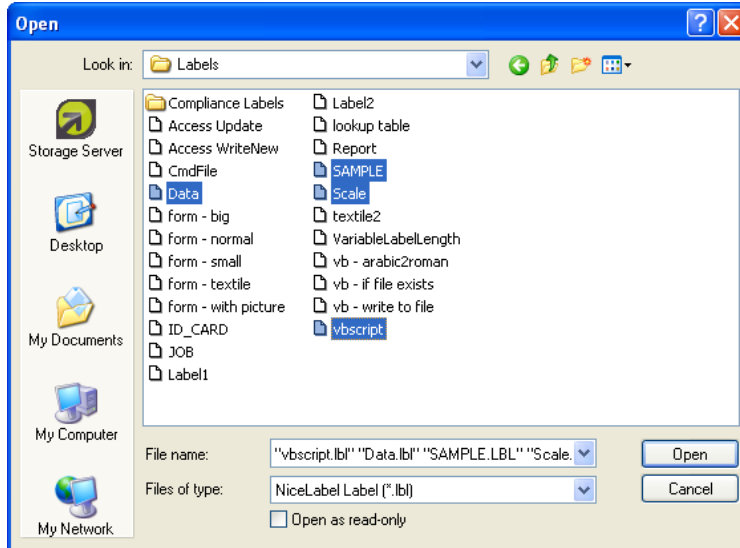 Open
Look in:
Labels
Storage Server
Desktop
My Documents
My Computer
My Network
Compliance Labels
Access Update
Access WriteNew
CmdFile
Data
form - big
form - normal
form - small
form - textile
form - with picture
ID_CARD
JOB
Label1
Label2
lookup table
Report
SAMPLE
Scale
textile2
VariableLabelLength
vb - arabic2roman
vb - if file exists
vb - write to file
vbscript
File name:
"vbscript.lbl" "Data.lbl" "SAMPLE.LBL" "Scale.
Open
Files of type:
NiceLabel Label (*.lbl)
Cancel
Open as read-only